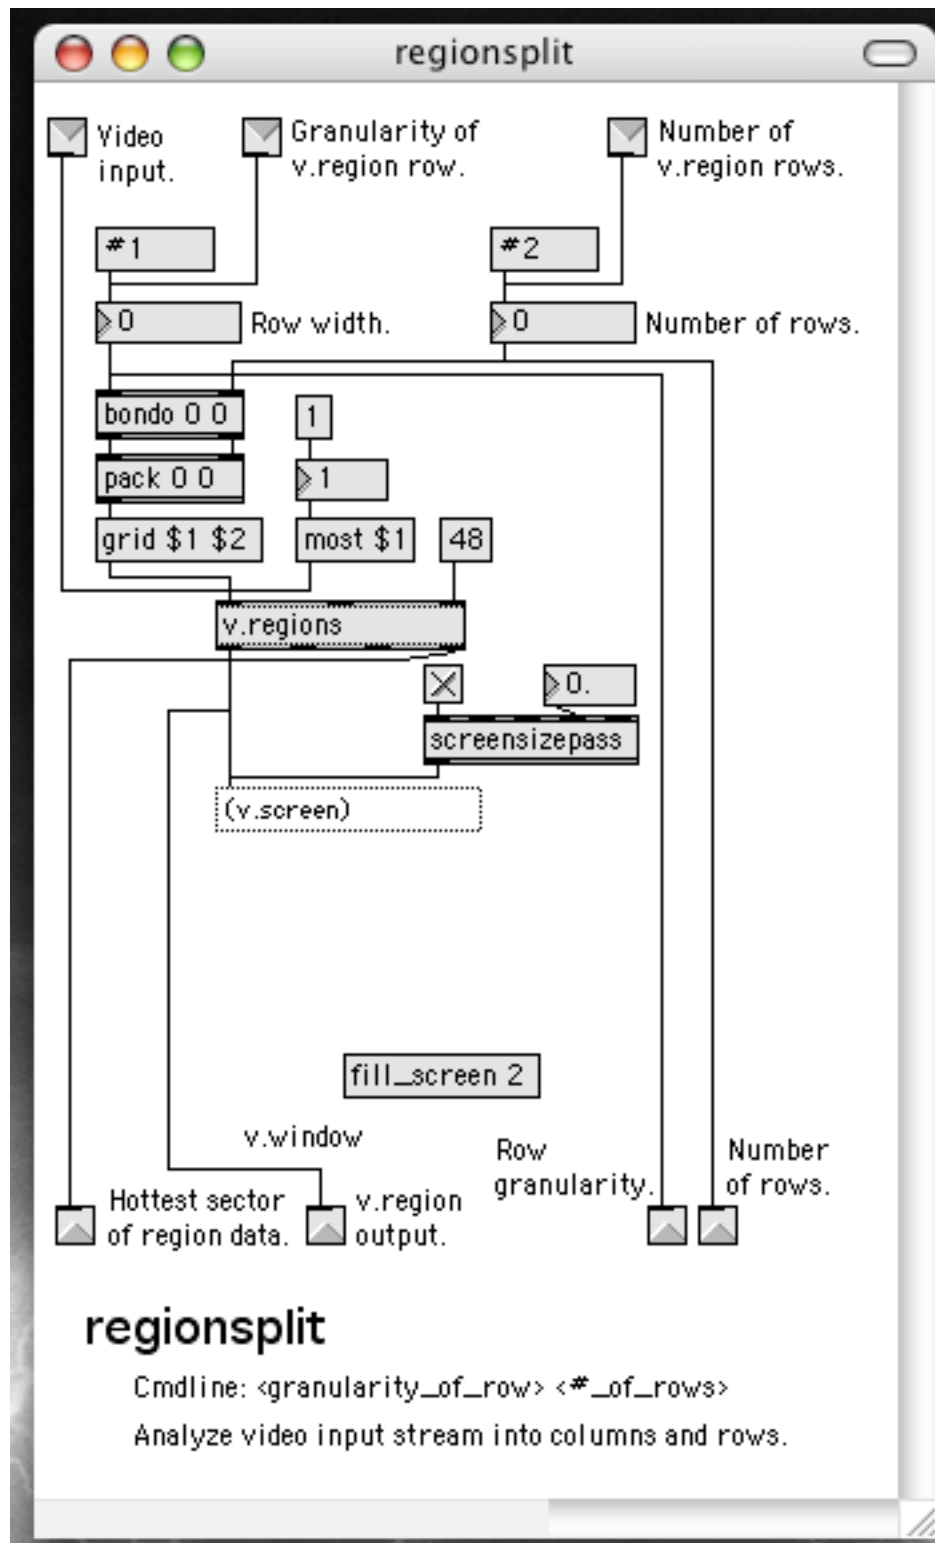 regionsplit
Video
input.
Granularity of
v.region row.
Number of
v.region rows.
#1
#2
0
Row width.
0
Number of rows.
bondo 0 0
1
pack 0 0
1
grid $1 $2
most $1
48
v.regions
0.
screensizepass
(v.screen)
fill_screen 2
v.window
Row
granularity.
Number
of rows.
Hottest sector
of region data.
v.region
output.
regionsplit
Cmdline: <granularity_of_row> <#_of_rows>
Analyze video input stream into columns and rows.